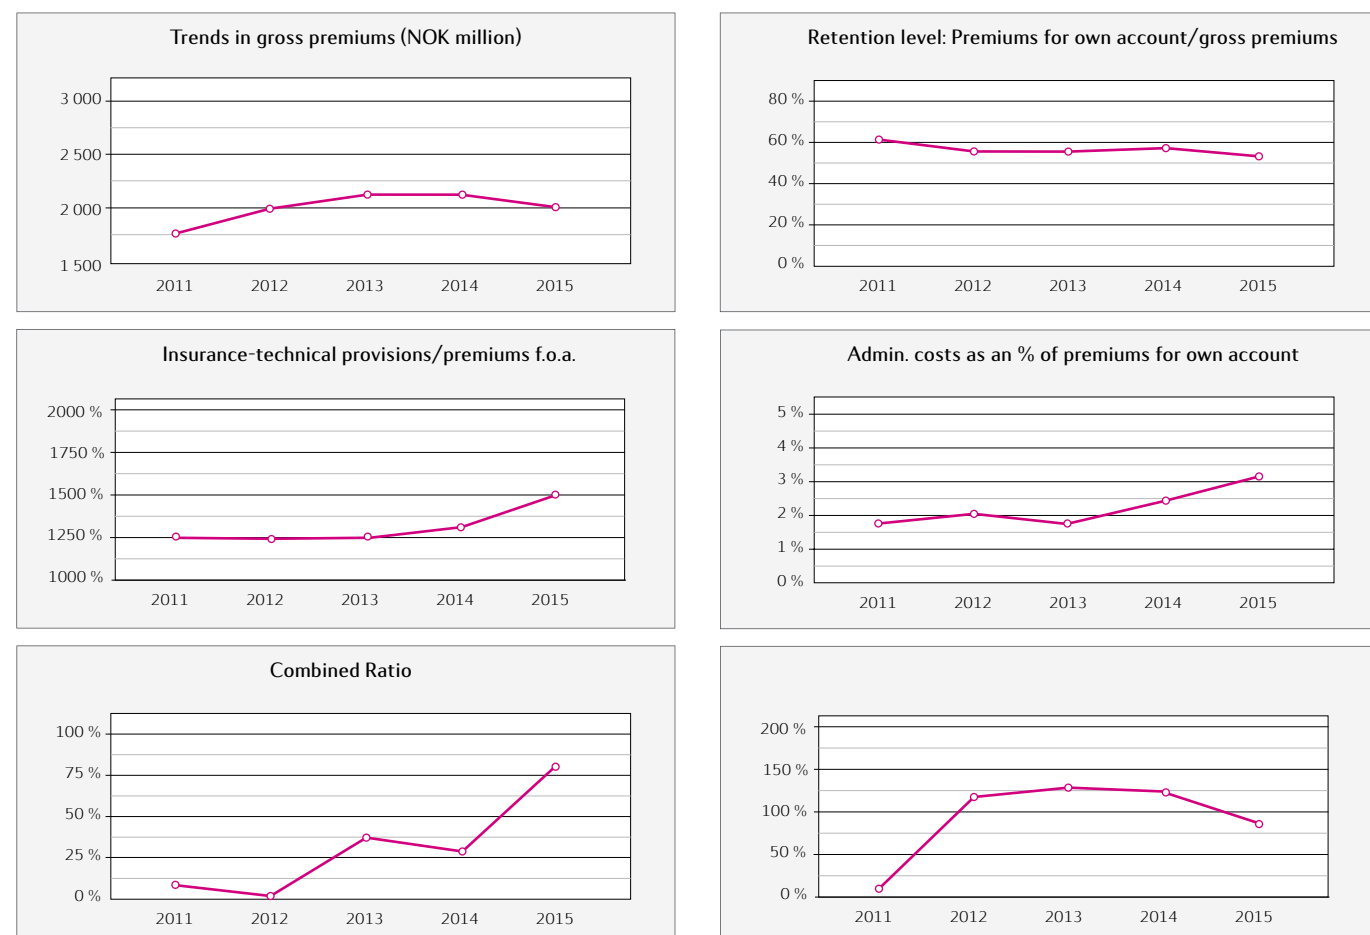 Trends in gross premiums (NOK million)
3 000
2 500
2 000
1 500
2011 2012 2013 2014 2015
Retention level: Premiums for own account/gross premiums
80 %
60 %
40 %
20 %
0 %
2011 2012 2013 2014 2015
Insurance-technical provisions/premiums f.o.a.
2000 %
1750 %
1500 %
1250 %
1000 %
2011 2012 2013 2014 2015
Admin. costs as an % of premiums for own account
5 %
4 %
3 %
2 %
1 %
0 %
2011 2012 2013 2014 2015
Combined Ratio
100 %
75 %
50 %
25 %
0 %
2011 2012 2013 2014 2015
200 %
150 %
100 %
50 %
0 %
2011 2012 2013 2014 2015